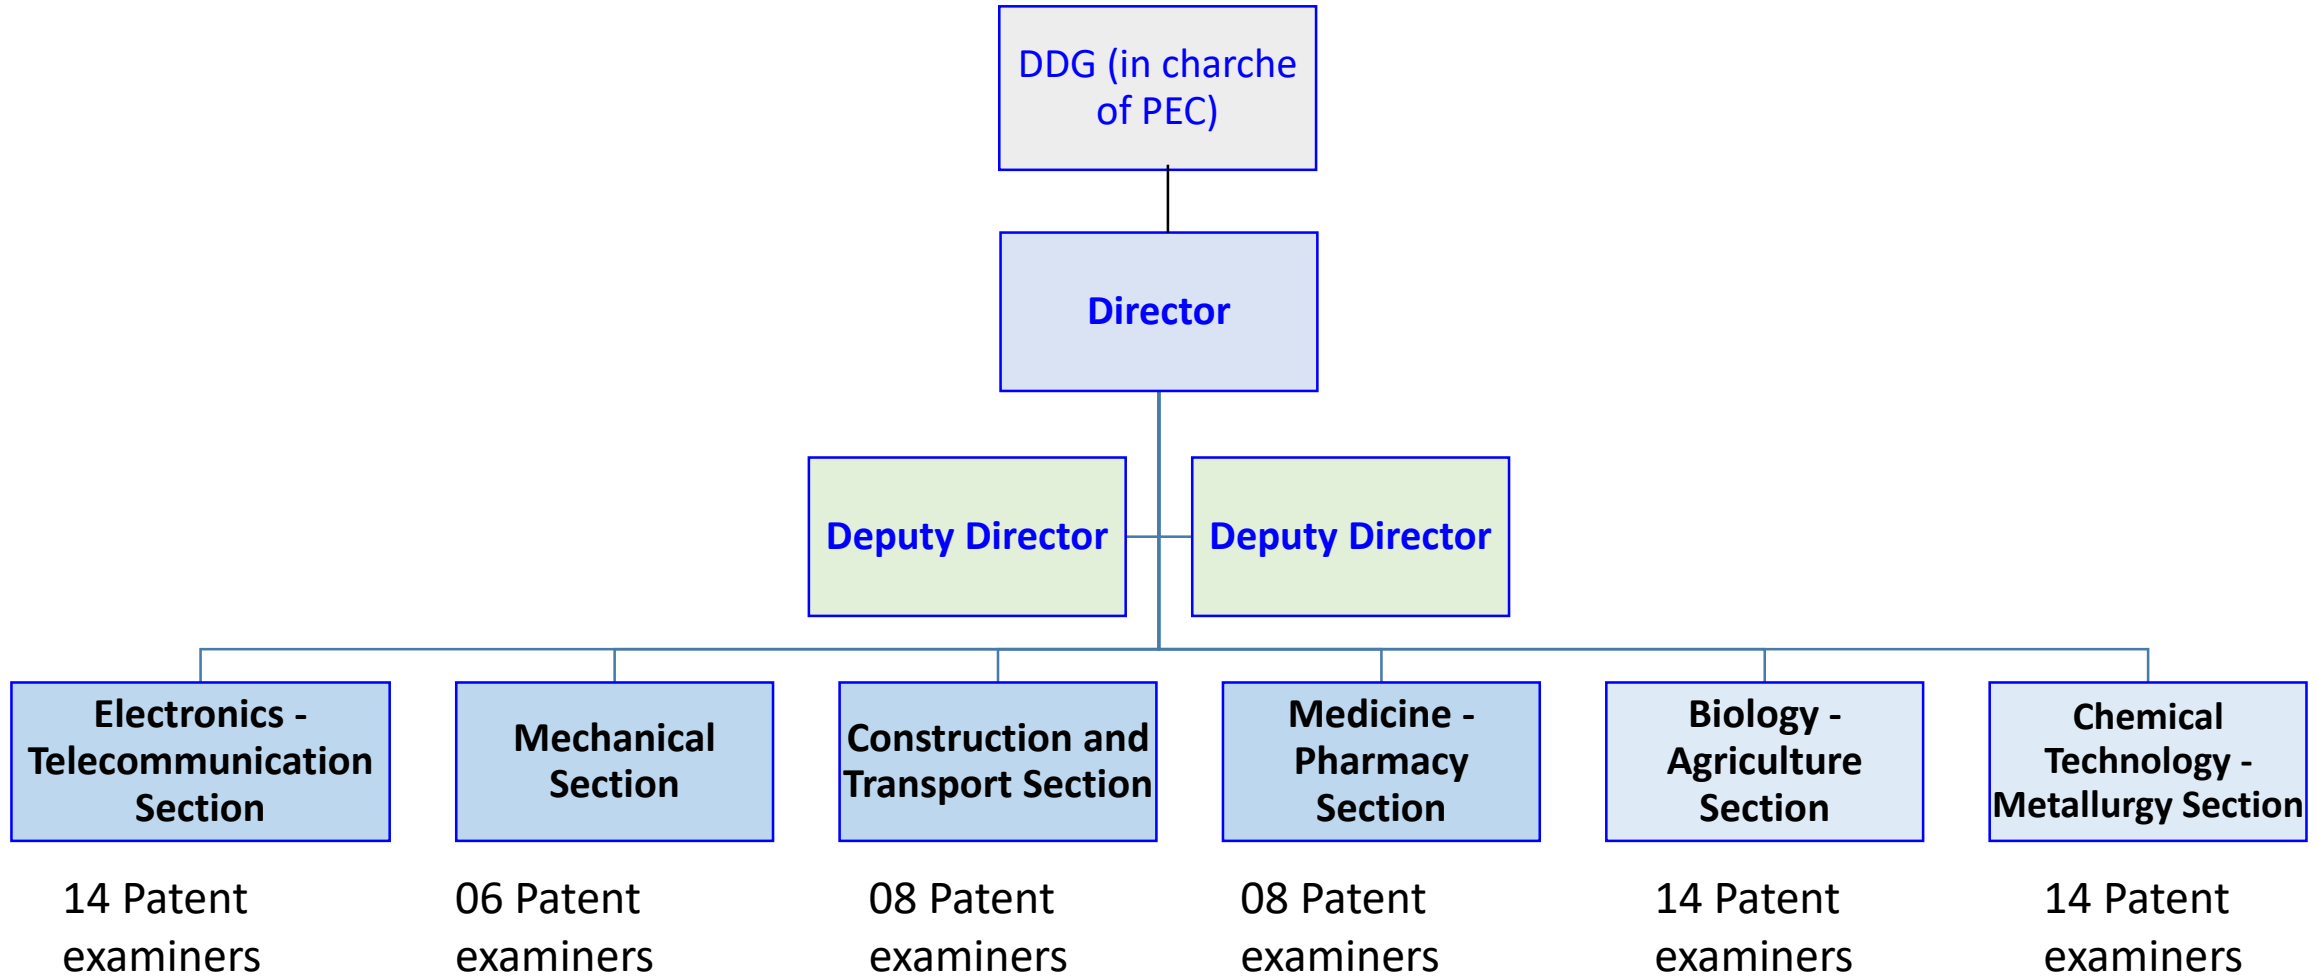 DDG (in charche
of PEC)
Director
Deputy Director
Deputy Director
Electronics -
Telecommunication
Section
Mechanical
Section
Construction and
Transport Section
Medicine -
Pharmacy
Section
Biology -
Agriculture
Section
Chemical
Technology -
Metallurgy Section
14 Patent
examiners
06 Patent
examiners
08 Patent
examiners
08 Patent
examiners
14 Patent
examiners
14 Patent
examiners